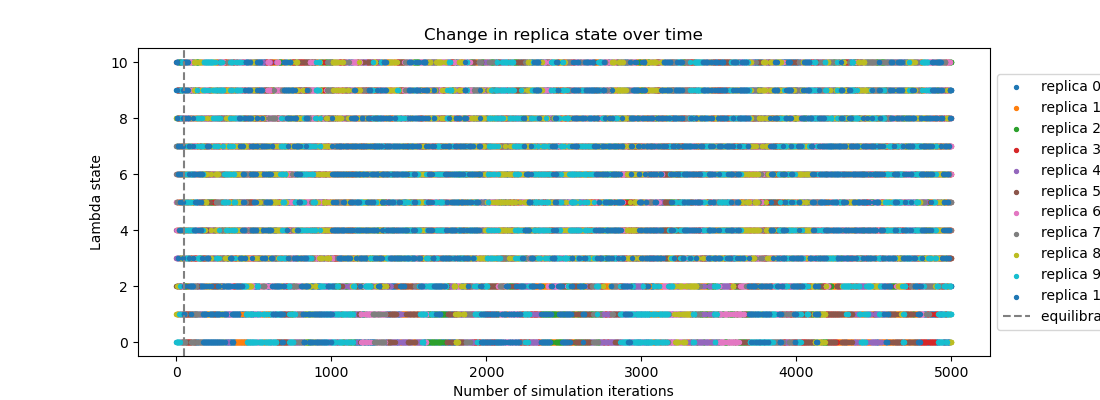 Change in replica state over time
Lambda state
10
8
6
4
2
0
0
1000
2000
3000
4000
5000
Number of simulation iterations
replica 0
replica 1
replica 2
replica 3
replica 4
replica 5
replica 6
replica 7
replica 8
replica 9
replica 1
equilibra